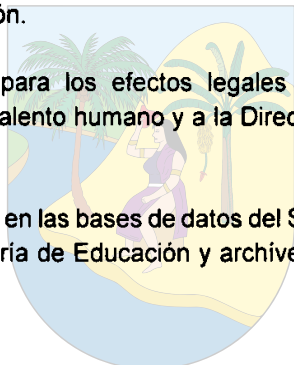 ón.
para los efectos legales
alento humano y a la Direc
en las bases de datos del S
ría de Educación y archíve